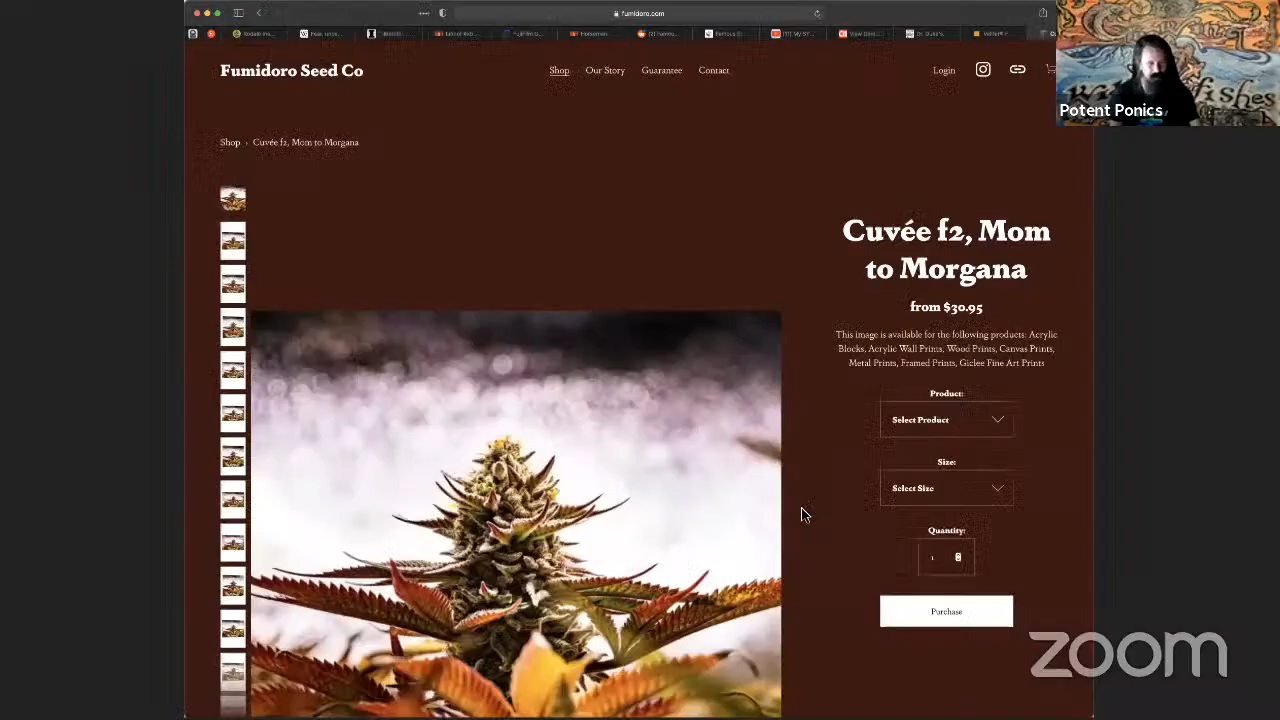 fumidoro.com
Fumidoro Seed Co
Shop
Our Story
Guarantee
Contact
Login
Potent Ponics
Shop › Cuvée f2, Mom to Morgana
Cuvée f2, Mom
to Morgana
from $30.95
This image is available for the following products: Acrylic
Blocks, Acrylic Wall Prints, Wood Prints, Canvas Prints,
Metal Prints, Framed Prints, Giclee Fine Art Prints
Product:
Select Product
Size:
Select Size
Quantity:
1
Purchase
zoom